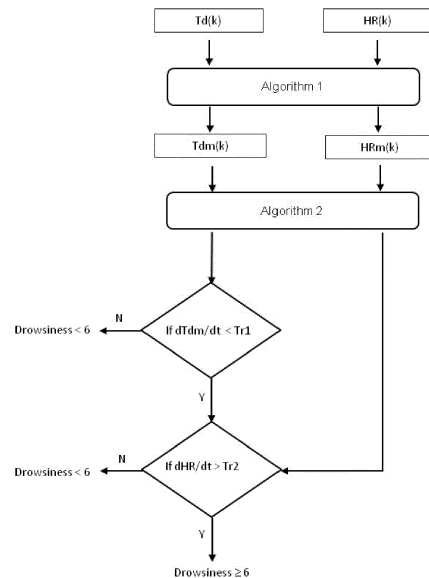 Td(k)
HR(k)
Algorithm 1
Tdm(k)
HRm(k)
Algorithm 2
If dTdm/dt < Tr1
N
Drowsiness < 6
Y
If dHR/dt > Tr2
N
Drowsiness < 6
Y
Drowsiness ≥ 6